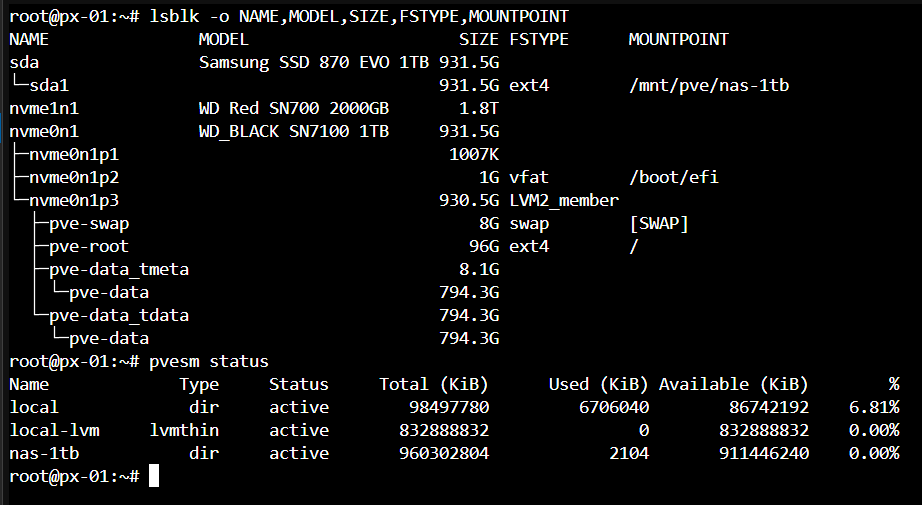 root@px-01:~# lsblk -o NAME,MODEL,SIZE,FSTYPE,MOUNTPOINT
NAME MODEL SIZE FSTYPE MOUNTPOINT
sda Samsung SSD 870 EVO 1TB 931.5G
└─sda1 931.5G ext4 /mnt/pve/nas-1tb
nvme1n1 WD Red SN700 2000GB 1.8T
nvme0n1 WD_BLACK SN7100 1TB 931.5G
├─nvme0n1p1 1007K
├─nvme0n1p2 1G vfat /boot/efi
└─nvme0n1p3 930.5G LVM2_member
├─pve-swap 8G swap [SWAP]
├─pve-root 96G ext4 /
├─pve-data_tmeta 8.1G
│ └─pve-data 794.3G
└─pve-data_tdata 794.3G
└─pve-data 794.3G
root@px-01:~# pvesm status
Name Type Status Total (KiB) Used (KiB) Available (KiB) %
local dir active 98497780 6706040 86742192 6.81%
local-lvm lvmthin active 832888832 0 832888832 0.00%
nas-1tb dir active 960302804 2104 911446240 0.00%
root@px-01:~#